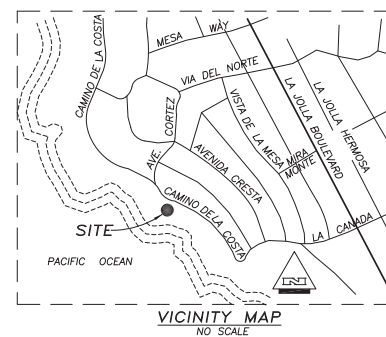 CAMINO DE LA COSTA
MESA WAY
VIA DEL NORTE
CORTEZ
AVE.
VISTA DE LA MESA
LA JOLLA BOULEVARD
LA JOLLA HERMOSA
MIRA
MONTE
AVENIDA CRESTA
CAMINO DE LA COSTA
LA CANADA
SITE
PACIFIC OCEAN
N
VICINITY MAP
NO SCALE